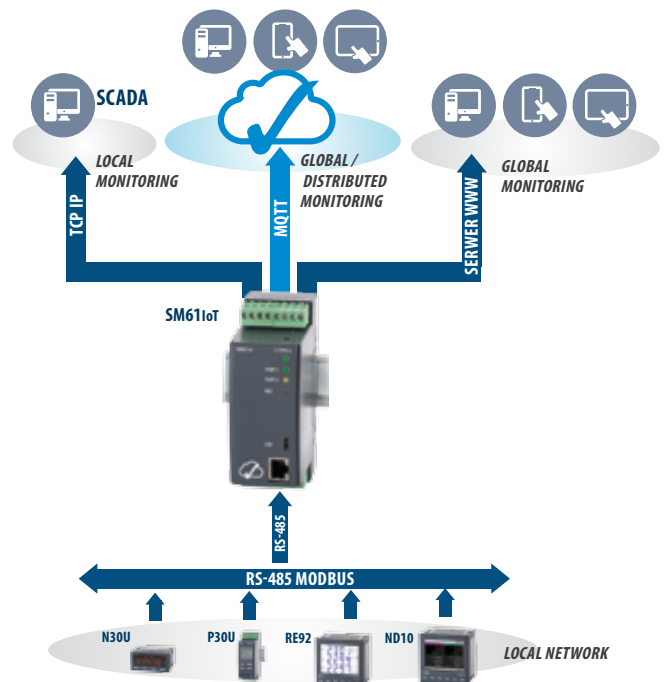 SCADA
LOCAL
MONITORING
GLOBAL /
DISTRIBUTED
MONITORING
GLOBAL
MONITORING
TCP IP
MQTT
SERWER WWW
SM61IoT
RS-485
RS-485 MODBUS
N30U
P30U
RE92
ND10
LOCAL NETWORK